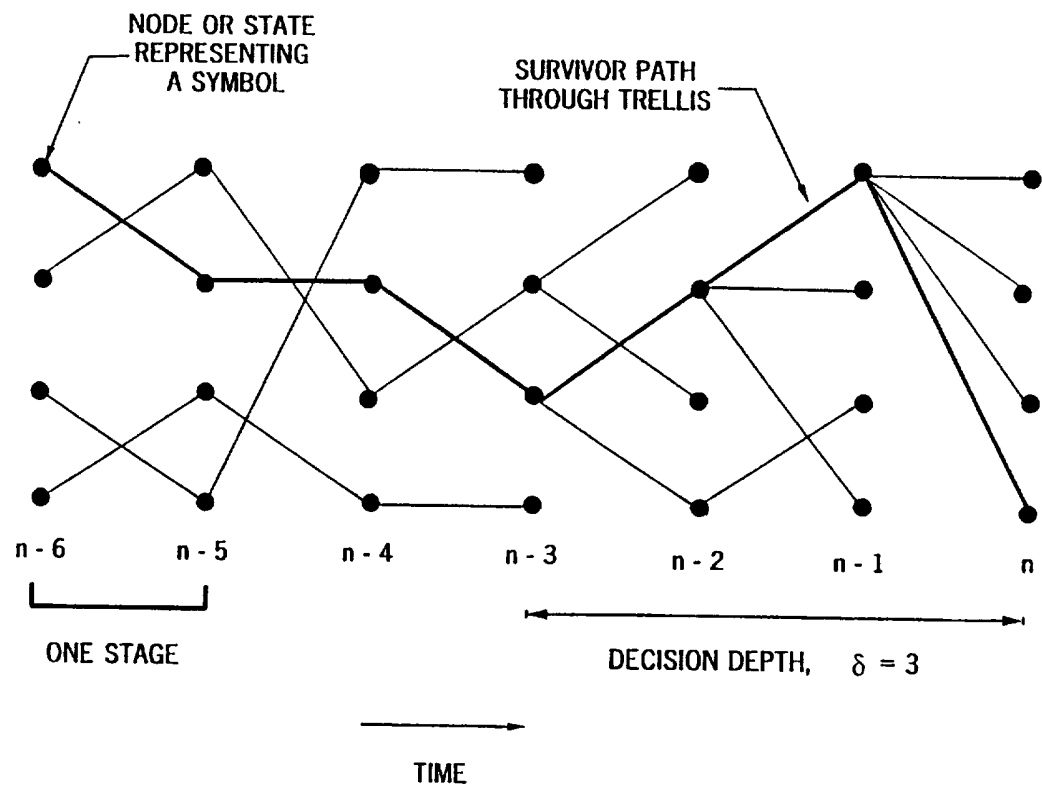 NODE OR STATE
REPRESENTING
A SYMBOL
SURVIVOR PATH
THROUGH TRELLIS
n - 6
n - 5
n - 4
n - 3
n - 2
n - 1
n
ONE STAGE
DECISION DEPTH, δ = 3
TIME